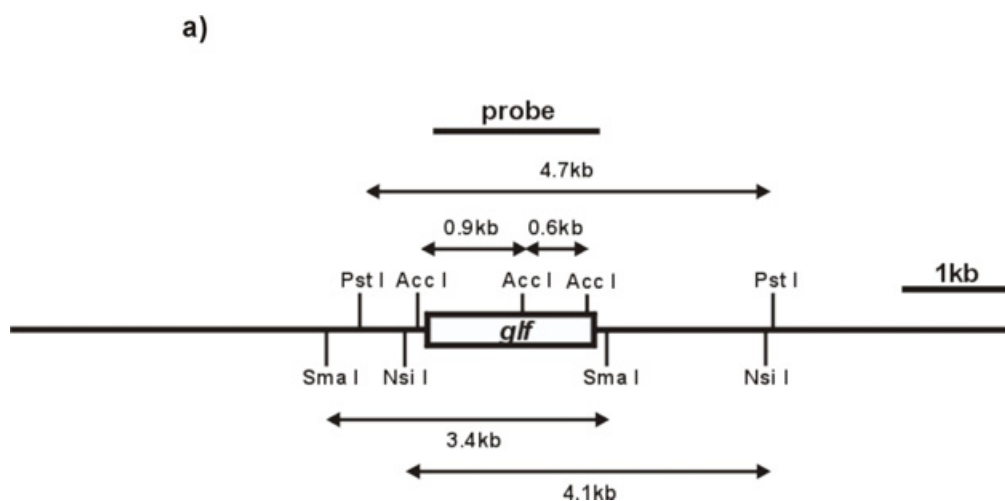 a)
probe
4.7kb
0.9kb 0.6kb
1kb
Pst I Acc I Acc I Acc I Pst I
glf
Sma I Nsi I Sma I Nsi I
3.4kb
4.1kb